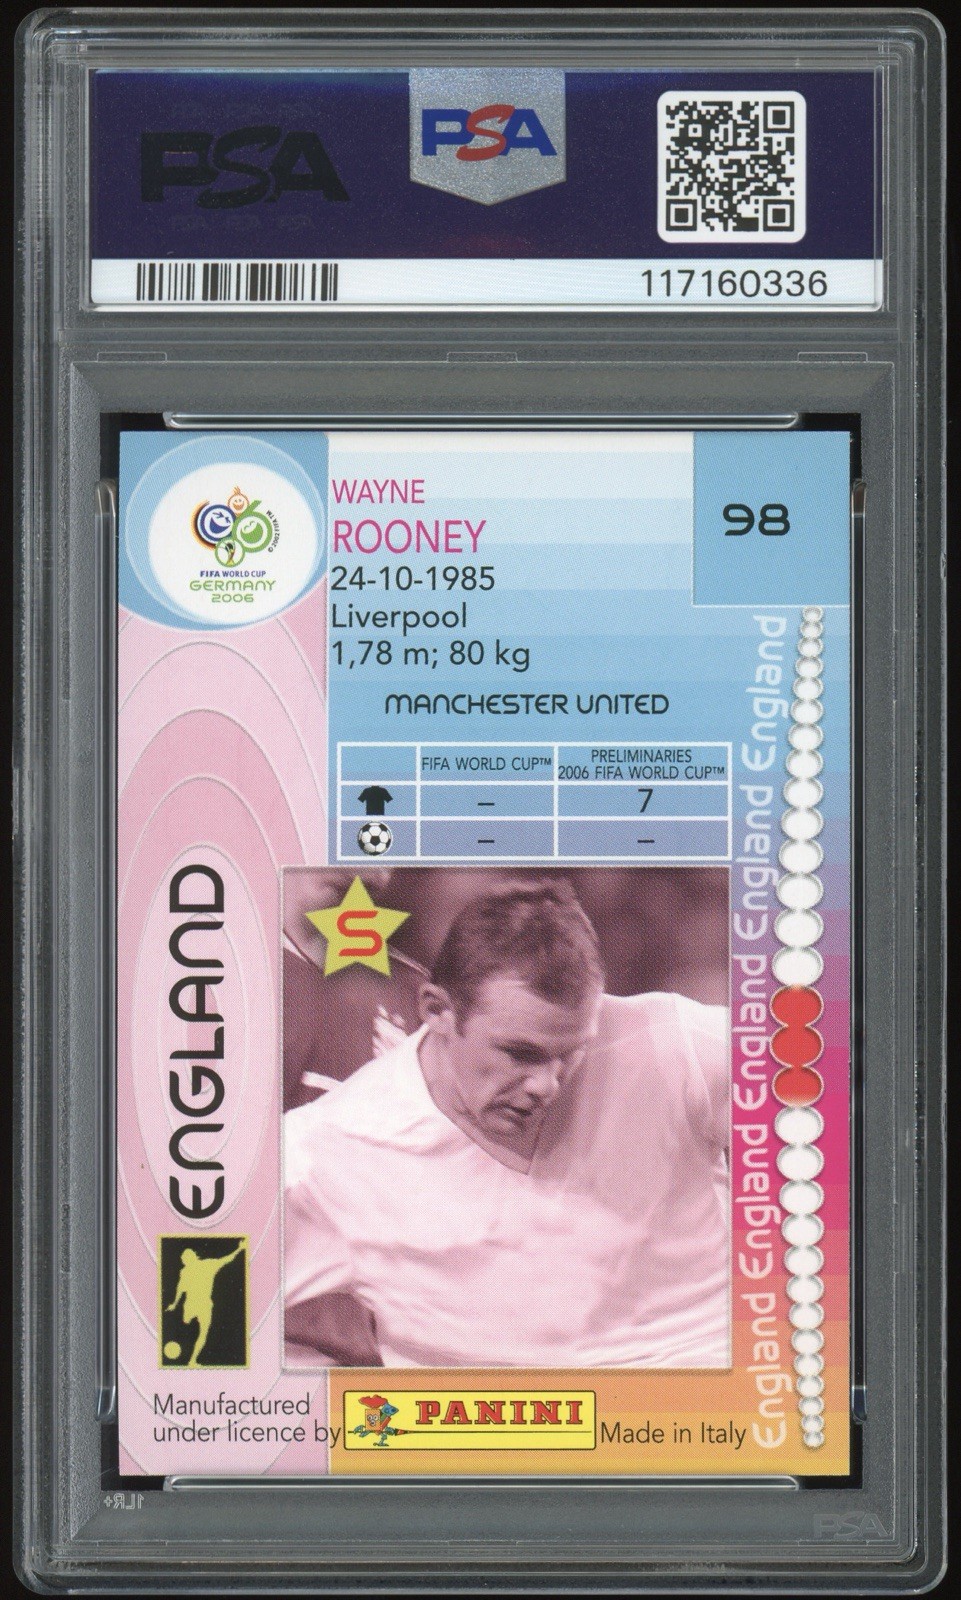 PSA
PSA
117160336
FIFA WORLD CUP
GERMANY
2006
WAYNE
ROONEY
24-10-1985
Liverpool
1,78 m; 80 kg
MANCHESTER UNITED
98
FIFA WORLD CUP™
PRELIMINARIES
2006 FIFA WORLD CUP™
– 7
– –
S
ENGLAND
England England England England England England
Manufactured
under licence by
PANINI
Made in Italy
1LR+
PSA